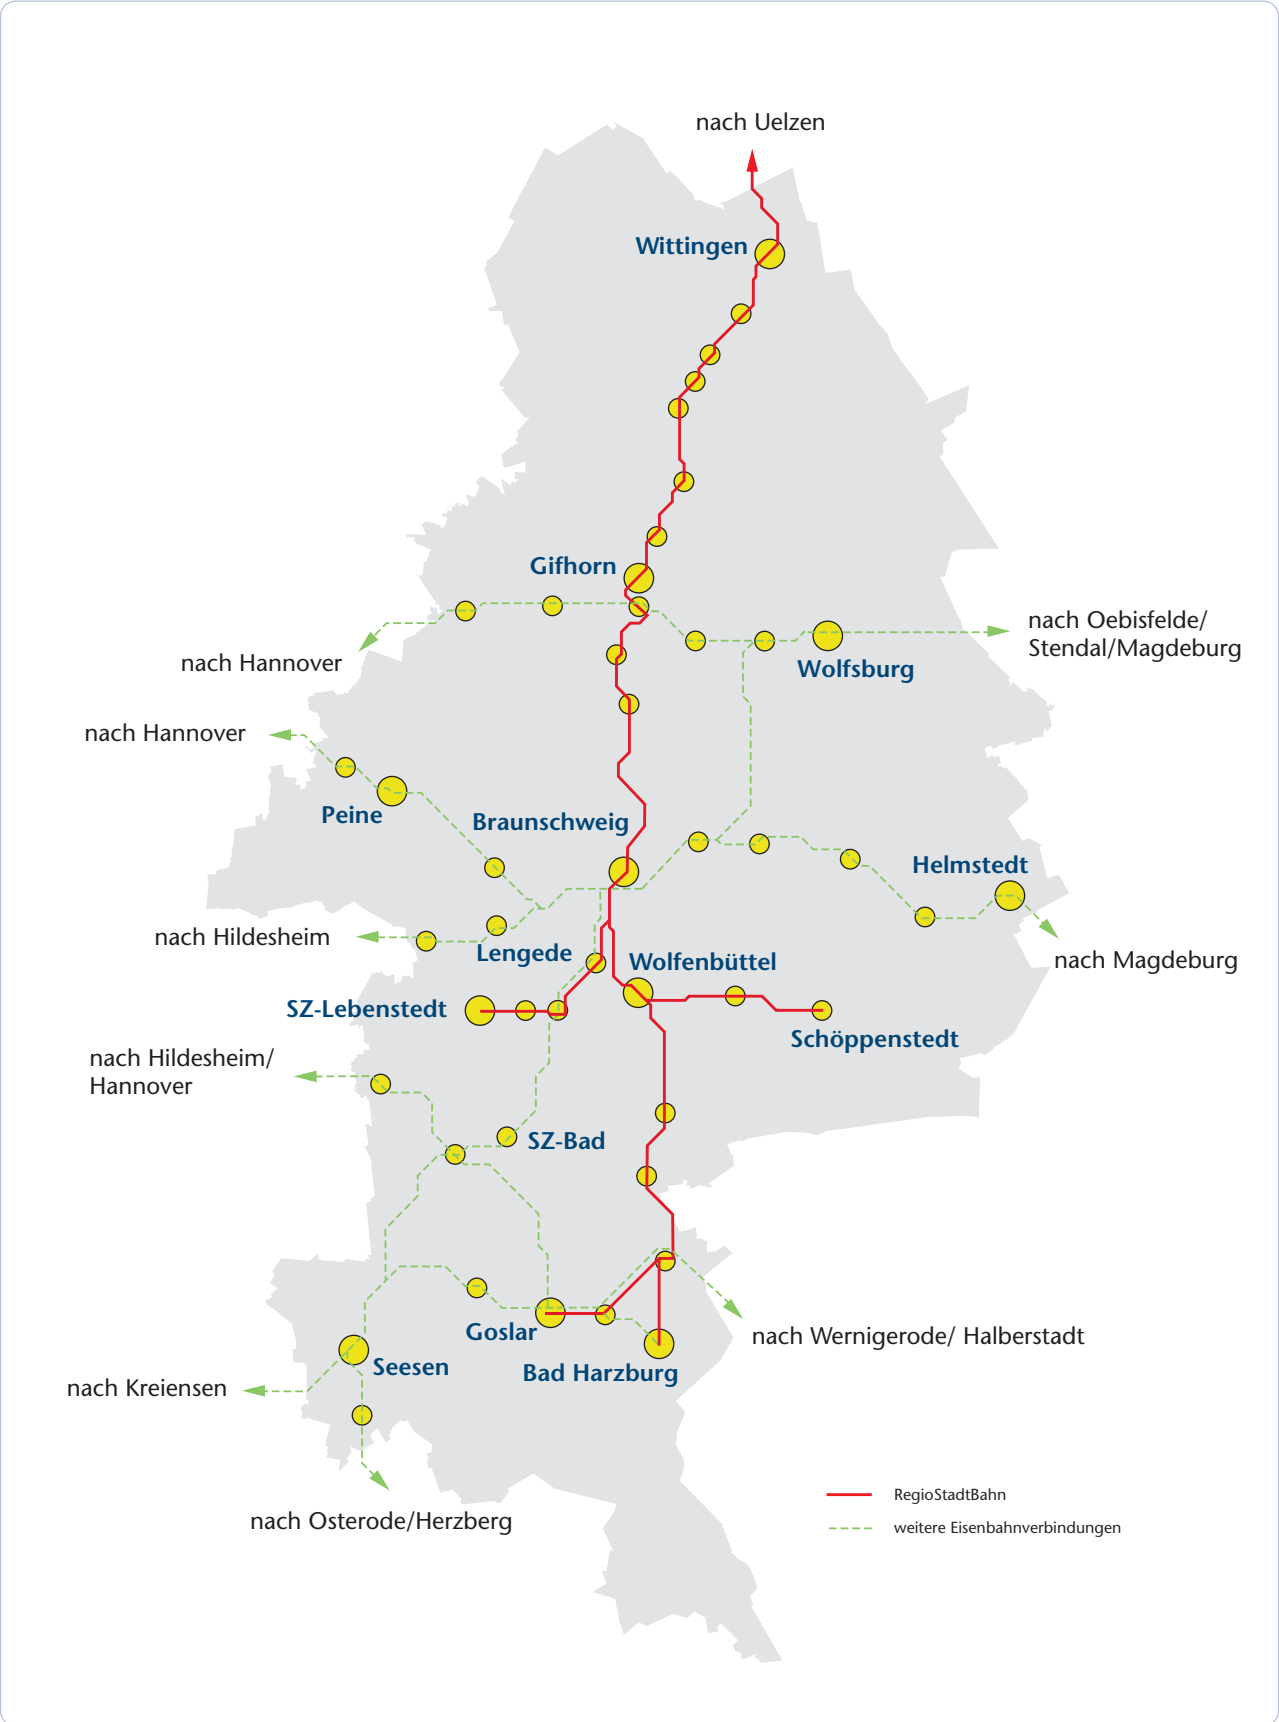 nach Uelzen
Wittingen
Gifhorn
nach Oebisfelde/
Stendal/Magdeburg
nach Hannover
Wolfsburg
nach Hannover
Peine
Braunschweig
Helmstedt
nach Hildesheim
Lengede
Wolfenbüttel
nach Magdeburg
SZ-Lebenstedt
Schöppenstedt
nach Hildesheim/
Hannover
SZ-Bad
Goslar
nach Wernigerode/ Halberstadt
Seesen
Bad Harzburg
nach Kreiensen
RegioStadtBahn
nach Osterode/Herzberg
weitere Eisenbahnverbindungen